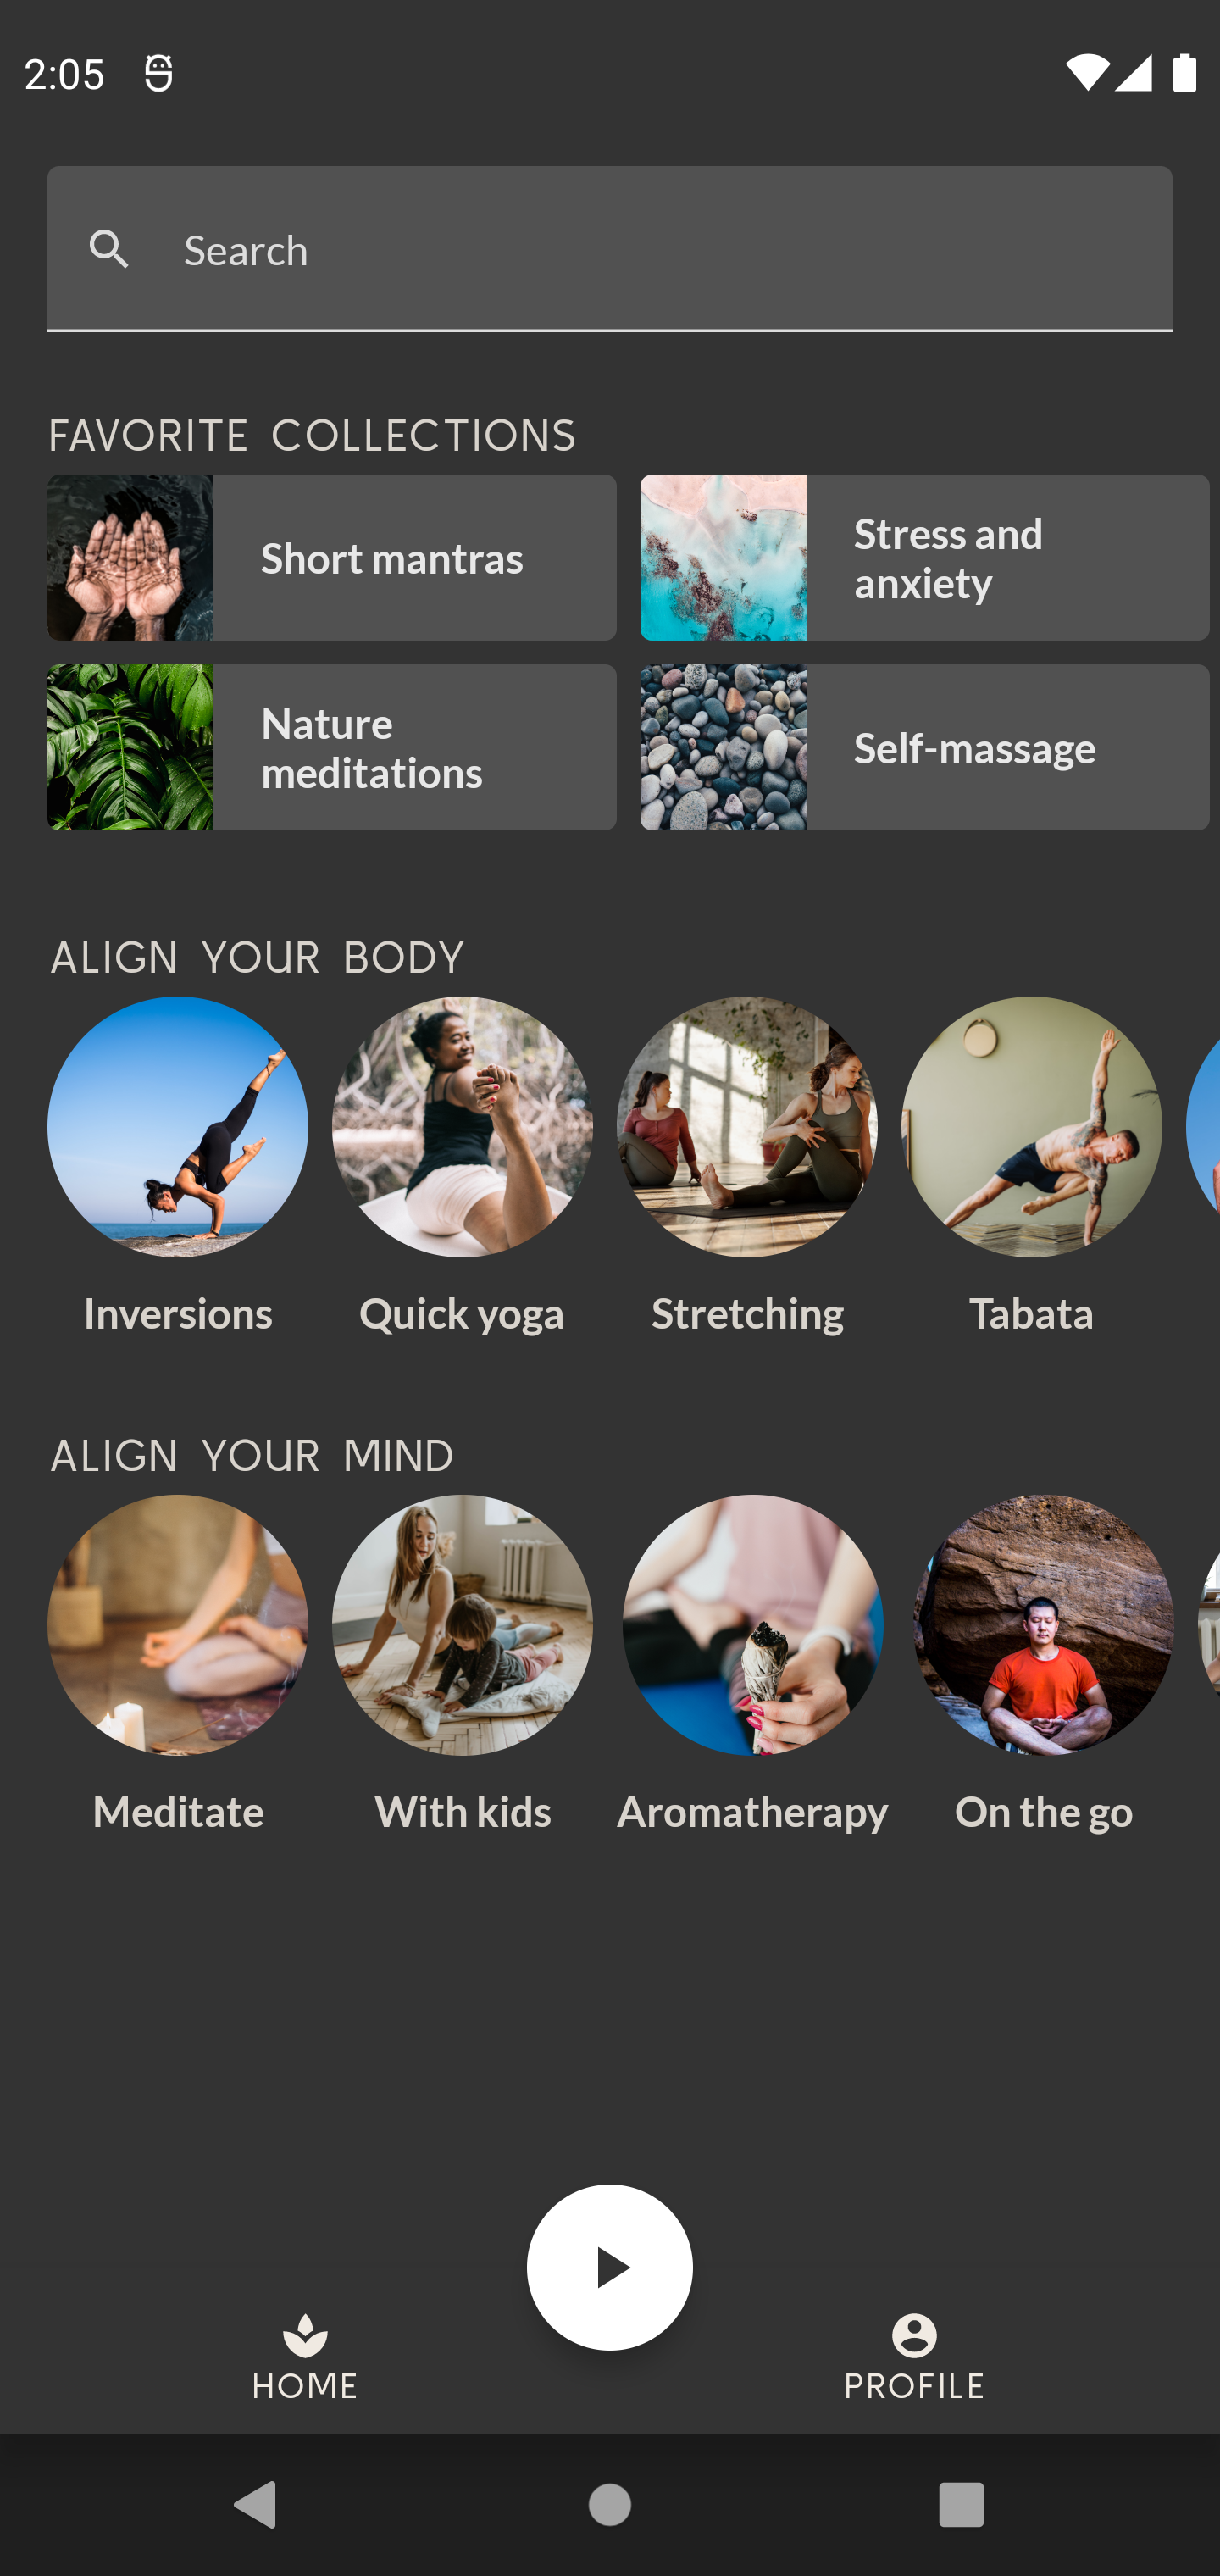 2:05
Search
FAVORITE COLLECTIONS
Short mantras
Stress and
anxiety
Nature
meditations
Self-massage
ALIGN YOUR BODY
Inversions
Quick yoga
Stretching
Tabata
ALIGN YOUR MIND
Meditate
With kids
Aromatherapy
On the go
HOME
PROFILE